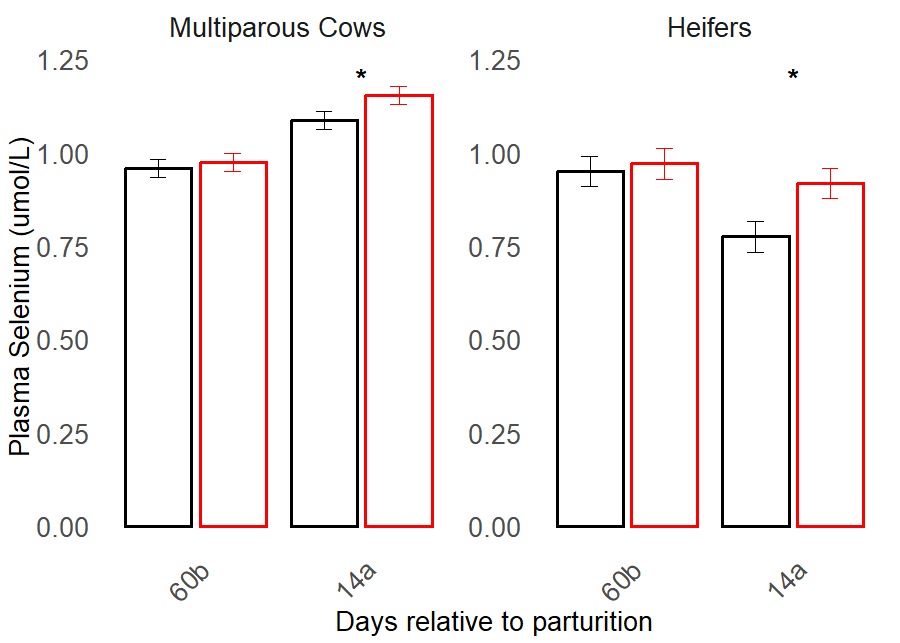 Multiparous Cows
Heifers
Plasma Selenium (umol/L)
1.25
1.00
0.75
0.50
0.25
0.00
*
60b
14a
1.25
1.00
0.75
0.50
0.25
0.00
*
60b
14a
Days relative to parturition